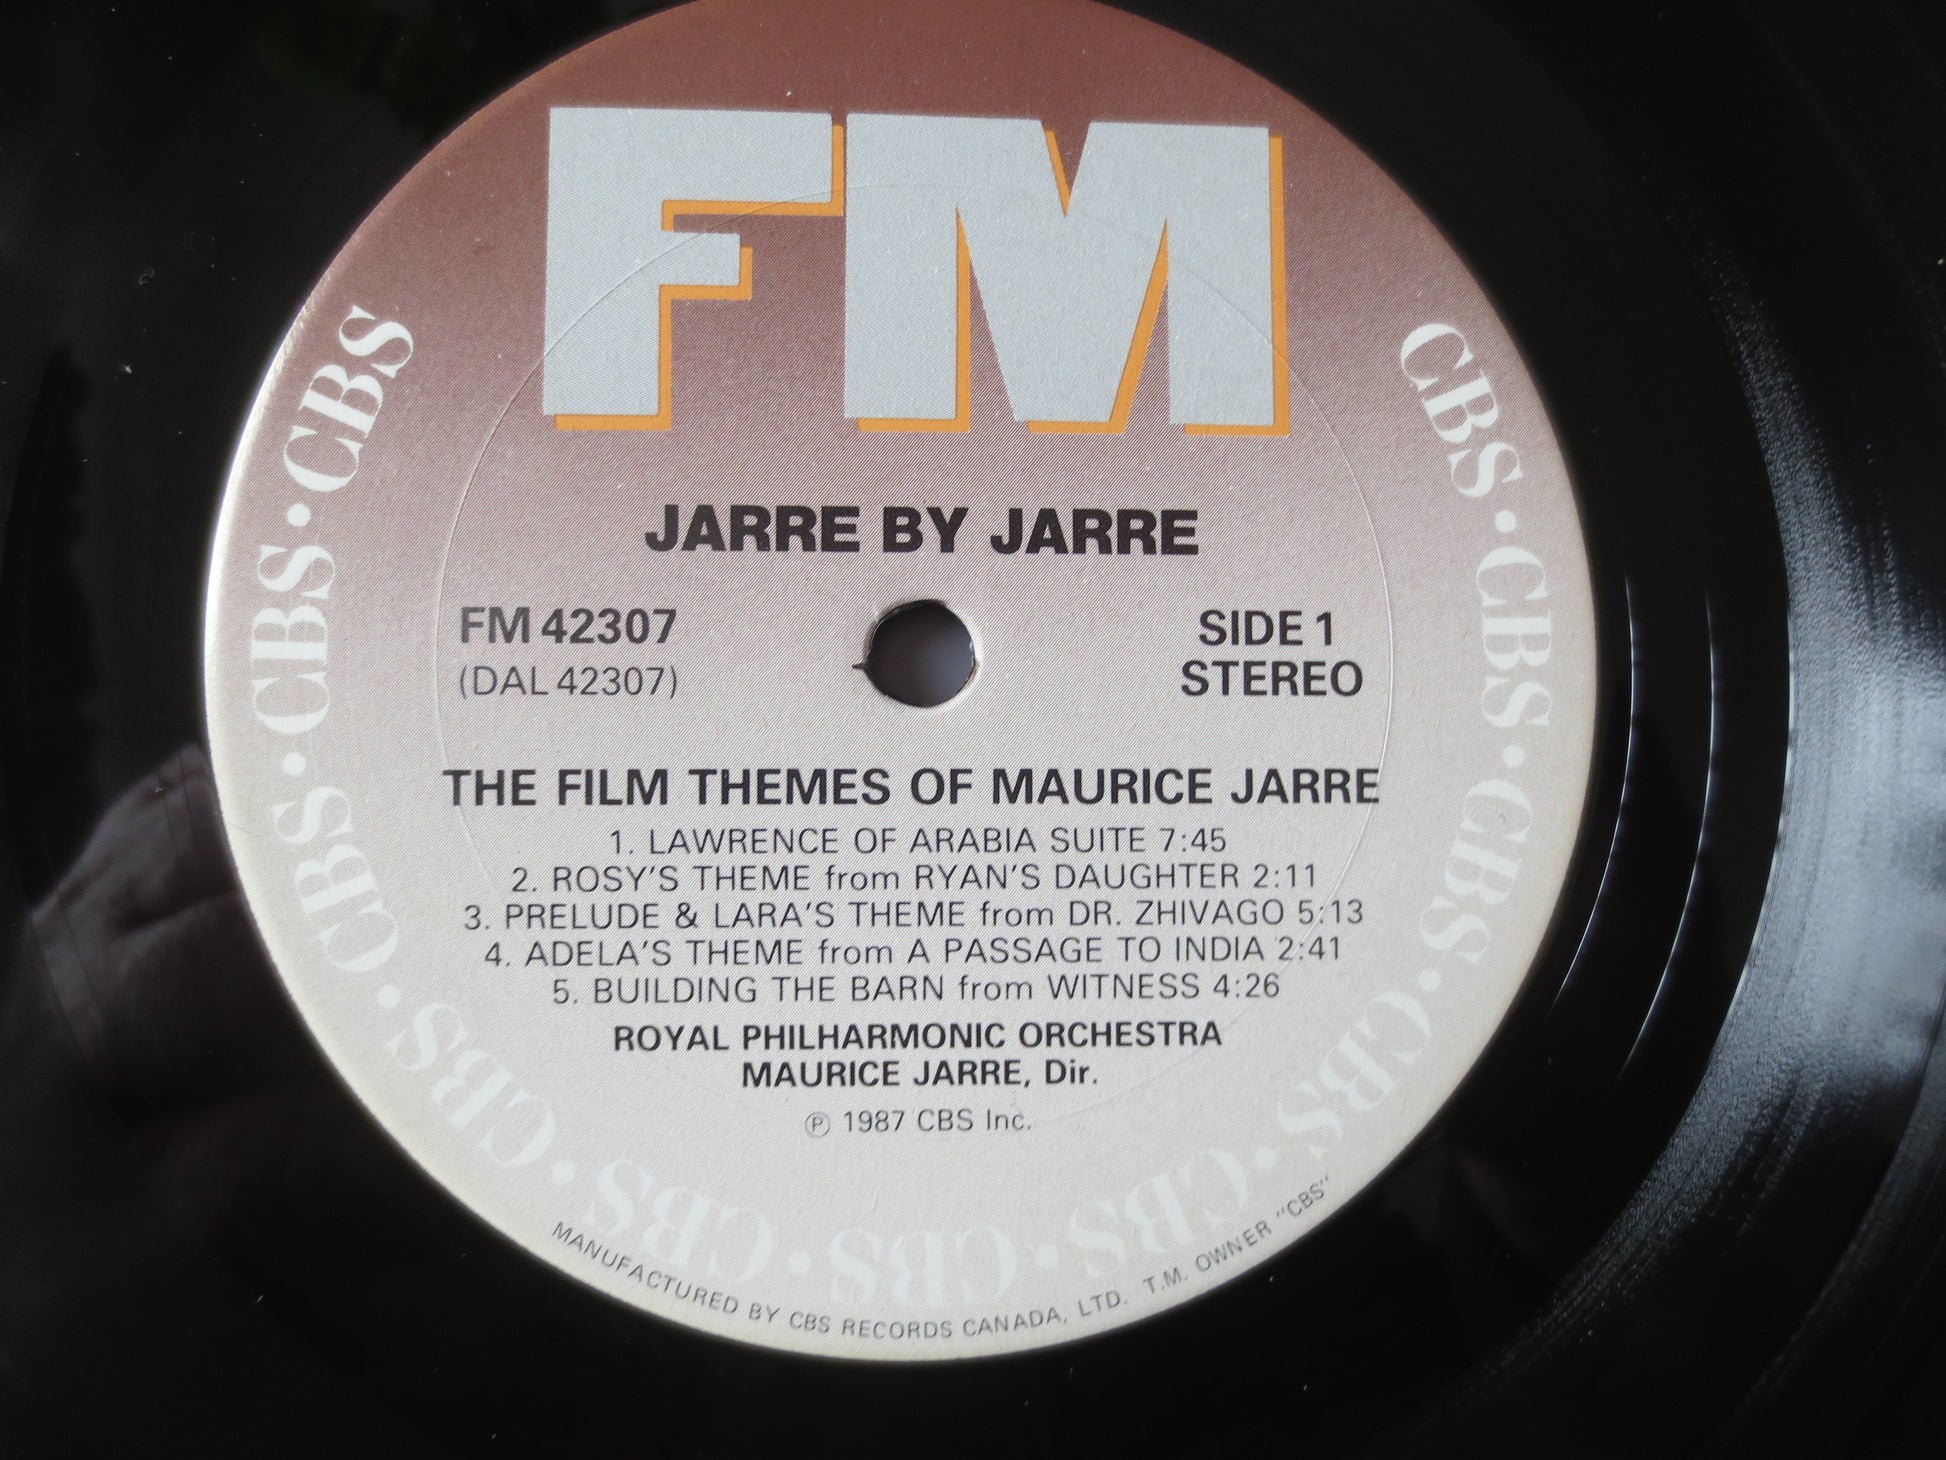 FM
JARRE BY JARRE
FM 42307
(DAL 42307)
SIDE 1
STEREO
THE FILM THEMES OF MAURICE JARRE
1. LAWRENCE OF ARABIA SUITE 7:45
2. ROSY'S THEME from RYAN'S DAUGHTER 2:11
3. PRELUDE & LARA'S THEME from DR. ZHIVAGO 5:13
4. ADELA'S THEME from A PASSAGE TO INDIA 2:41
5. BUILDING THE BARN from WITNESS 4:26
ROYAL PHILHARMONIC ORCHESTRA
MAURICE JARRE, Dir.
℗ 1987 CBS Inc.
CBS · CBS · CBS · CBS · CBS · CBS · CBS · CBS · CBS · CBS · CBS · CBS · CBS
MANUFACTURED BY CBS RECORDS CANADA, LTD. T.M. OWNER "CBS"